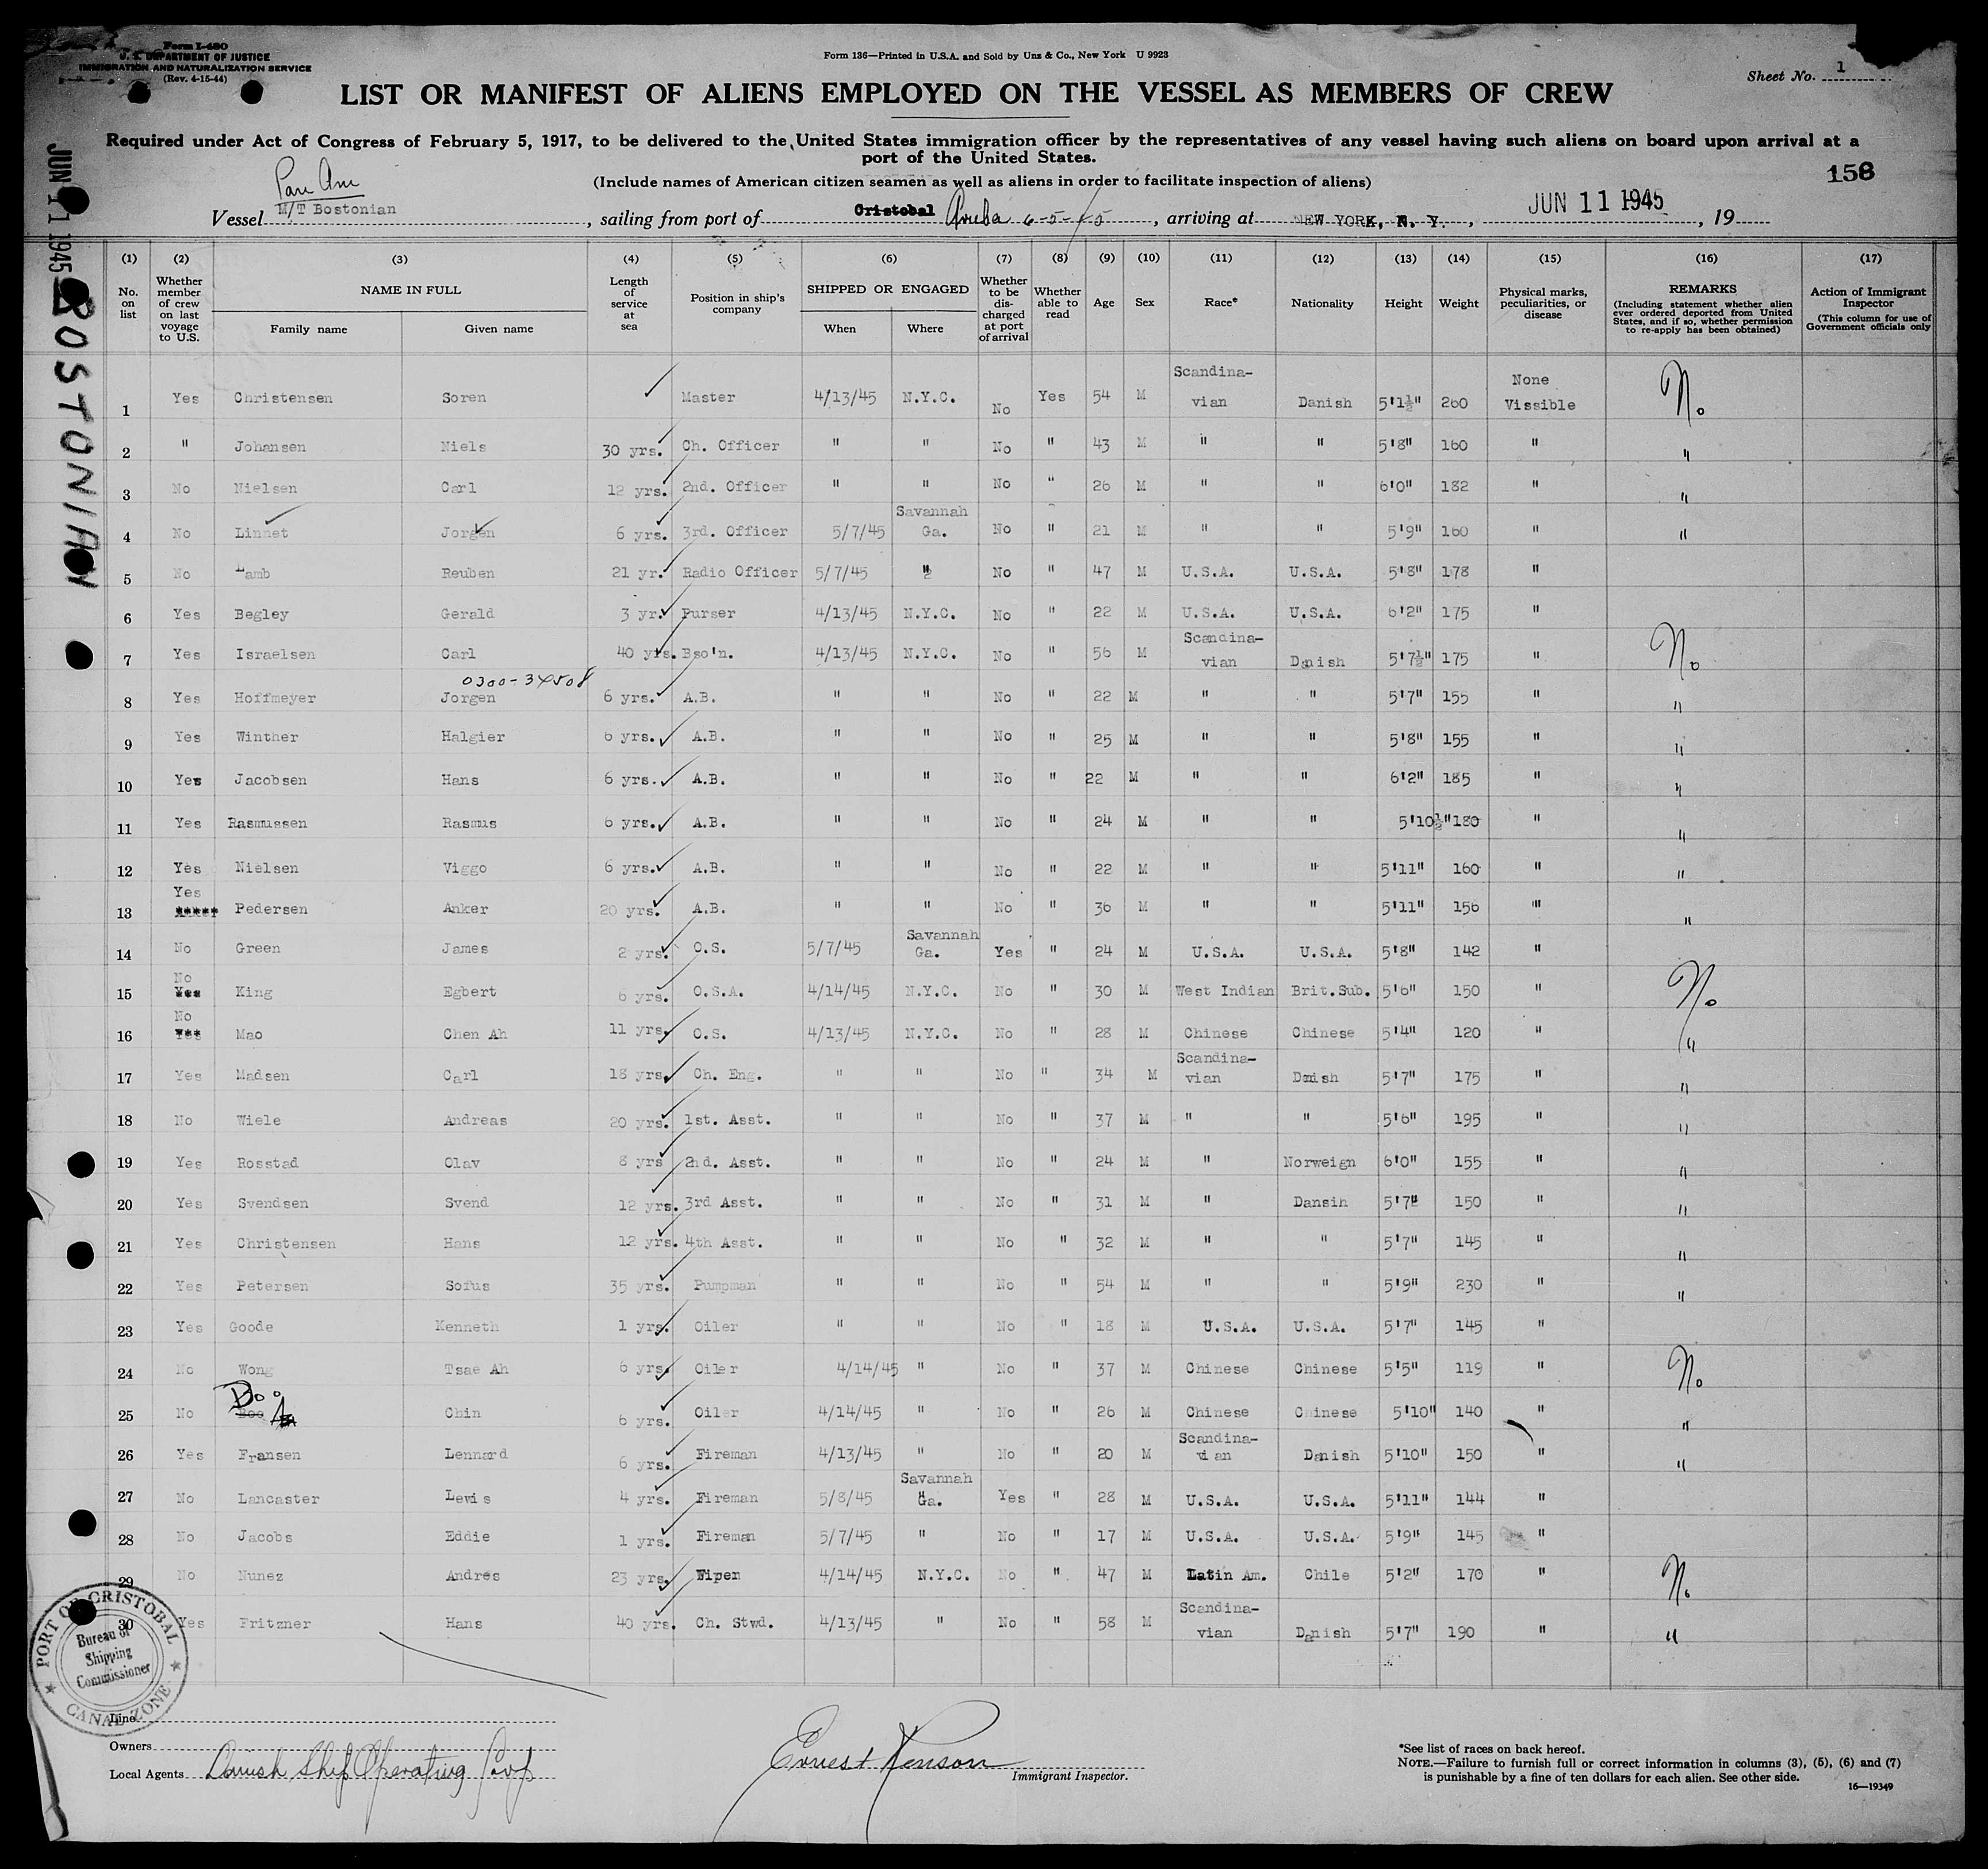 Form I-480
U. S. DEPARTMENT OF JUSTICE
IMMIGRATION AND NATURALIZATION SERVICE
(Rev. 4-15-44)
Form 136—Printed in U.S.A. and Sold by Unz & Co., New York U 9923
Sheet No. 1
LIST OR MANIFEST OF ALIENS EMPLOYED ON THE VESSEL AS MEMBERS OF CREW
Required under Act of Congress of February 5, 1917, to be delivered to the United States immigration officer by the representatives of any vessel having such aliens on board upon arrival at a
port of the United States.
(Include names of American citizen seamen as well as aliens in order to facilitate inspection of aliens)
158
Pan Am
Vessel M/T Bostonian, sailing from port of Cristobal Aruba 6-5-45, arriving at NEW YORK, N. Y., JUN 11 1945, 19
JUN 11 1945
BOSTONIAN
(1) (2) (3) (4) (5) (6) (7) (8) (9) (10) (11) (12) (13) (14) (15) (16) (17)
No. on list
Whether member of crew on last voyage to U.S.
NAME IN FULL
Family name Given name
Length of service at sea
Position in ship's company
SHIPPED OR ENGAGED
When Where
Whether to be discharged at port of arrival
Whether able to read
Age Sex Race* Nationality Height Weight
Physical marks, peculiarities, or disease
REMARKS
(Including statement whether alien ever ordered deported from United States, and if so, whether permission to re-apply has been obtained)
Action of Immigrant Inspector
(This column for use of Government officials only
1 Yes Christensen Soren Master 4/13/45 N.Y.C. No Yes 54 M Scandina-vian Danish 5'1½" 260 None Vissible No
2 " Johansen Niels 30 yrs. Ch. Officer " " No " 43 M " " 5'8" 160 " "
3 No Nielsen Carl 12 yrs. 2nd. Officer " " No " 26 M " " 6'0" 182 " "
4 No Linnet Jorgen 6 yrs. 3rd. Officer 5/7/45 Savannah Ga. No " 21 M " " 5'9" 160 " "
5 No Lamb Reuben 21 yr. Radio Officer 5/7/45 " No " 47 M U.S.A. U.S.A. 5'8" 178 "
6 Yes Begley Gerald 3 yr. Purser 4/13/45 N.Y.C. No " 22 M U.S.A. U.S.A. 6'2" 175 "
7 Yes Israelsen Carl 40 yrs. Bso'n. 4/13/45 N.Y.C. No " 56 M Scandina-vian Danish 5'7½" 175 " No
0300-34508
8 Yes Hoffmeyer Jorgen 6 yrs. A.B. " " No " 22 M " " 5'7" 155 " "
9 Yes Winther Halgier 6 yrs. A.B. " " No " 25 M " " 5'8" 155 " "
10 Yes Jacobsen Hans 6 yrs. A.B. " " No " 22 M " " 6'2" 185 " "
11 Yes Rasmussen Rasmus 6 yrs. A.B. " " No " 24 M " " 5'10½" 180 " "
12 Yes Nielsen Viggo 6 yrs. A.B. " " No " 22 M " " 5'11" 160 " "
13 Yes Pedersen Anker 20 yrs. A.B. " " No " 36 M " " 5'11" 156 " "
14 No Green James 2 yrs. O.S. 5/7/45 Savannah Ga. Yes " 24 M U.S.A. U.S.A. 5'8" 142 "
15 No Yes King Egbert 6 yrs. O.S.A. 4/14/45 N.Y.C. No " 30 M West Indian Brit.Sub. 5'6" 150 " No
16 No Yes Mao Chen Ah 11 yrs. O.S. 4/13/45 N.Y.C. No " 28 M Chinese Chinese 5'4" 120 " "
17 Yes Madsen Carl 18 yrs. Ch. Eng. " " No " 34 M Scandina-vian Danish 5'7" 175 " "
18 No Wiele Andreas 20 yrs. 1st. Asst. " " No " 37 M " " 5'6" 195 " "
19 Yes Rosstad Olav 8 yrs 2nd. Asst. " " No " 24 M " Norweign 6'0" 155 " "
20 Yes Svendsen Svend 12 yrs. 3rd Asst. " " No " 31 M " Dansih 5'7" 150 " "
21 Yes Christensen Hans 12 yrs. 4th Asst. " " No " 32 M " " 5'7" 145 " "
22 Yes Petersen Sofus 35 yrs. Pumpman " " No " 54 M " " 5'9" 230 " "
23 Yes Goode Kenneth 1 yrs. Oiler " " No " 18 M U.S.A. U.S.A. 5'7" 145 "
24 No Wong Tsae Ah 6 yrs. Oiler 4/14/45 " No " 37 M Chinese Chinese 5'5" 119 " No
25 No Boo Chin 6 yrs. Oiler 4/14/45 " No " 26 M Chinese Chinese 5'10" 140 " "
26 Yes Fransen Lennard 6 yrs. Fireman 4/13/45 " No " 20 M Scandina-vian Danish 5'10" 150 " "
27 No Lancaster Lewis 4 yrs. Fireman 5/8/45 Savannah Ga. Yes " 28 M U.S.A. U.S.A. 5'11" 144 "
28 No Jacobs Eddie 1 yrs. Fireman 5/7/45 " No " 17 M U.S.A. U.S.A. 5'9" 145 "
29 No Nunez Andres 23 yrs. Wiper 4/14/45 N.Y.C. No " 47 M Latin Am. Chile 5'2" 170 " No
30 Yes Fritzner Hans 40 yrs. Ch. Stwd. 4/13/45 " No " 58 M Scandina-vian Danish 5'7" 190 " "
PORT OF CRISTOBAL
Bureau of
Shipping
Commissioner
CANAL ZONE
Line
Owners
Local Agents Danish Ship Operating Corp
Ernest Renson
Immigrant Inspector.
*See list of races on back hereof.
NOTE.—Failure to furnish full or correct information in columns (3), (5), (6) and (7)
is punishable by a fine of ten dollars for each alien. See other side.
16—19349